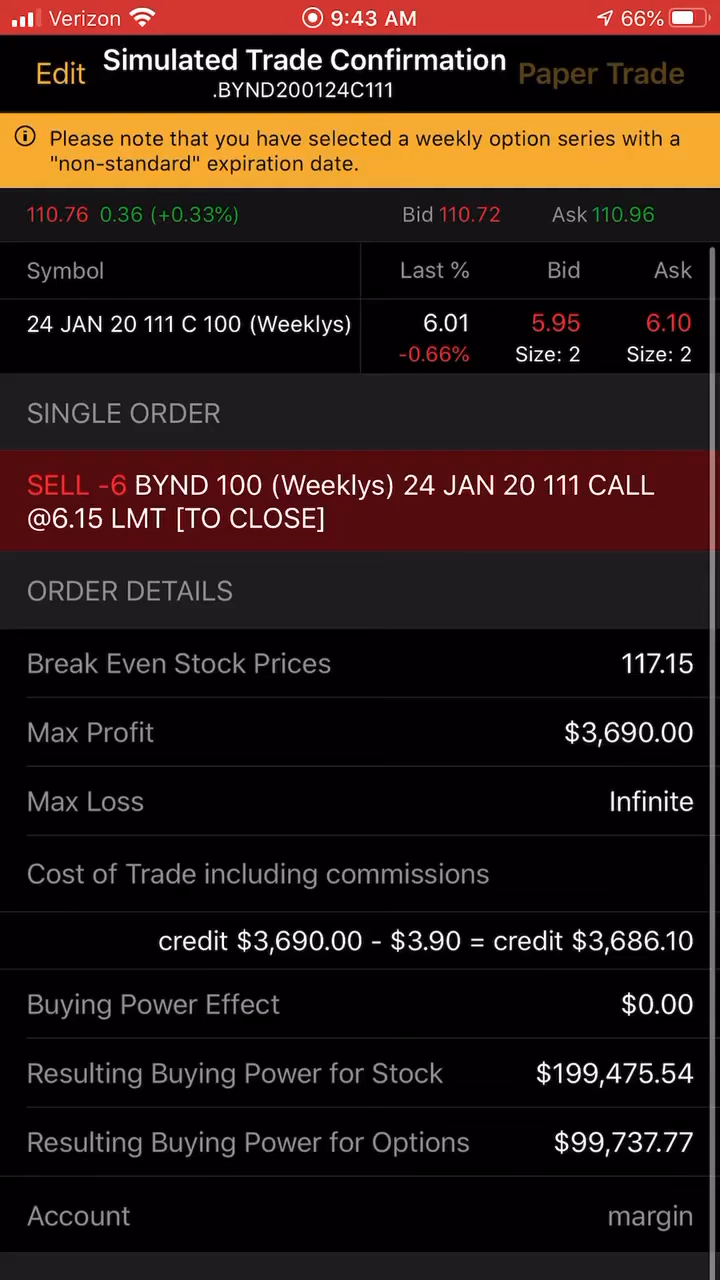 Verizon 9:43 AM 66%
Edit Simulated Trade Confirmation Paper Trade
.BYND200124C111
Please note that you have selected a weekly option series with a
"non-standard" expiration date.
110.76 0.36 (+0.33%) Bid 110.72 Ask 110.96
Symbol Last % Bid Ask
24 JAN 20 111 C 100 (Weeklys) 6.01 5.95 6.10
-0.66% Size: 2 Size: 2
SINGLE ORDER
SELL -6 BYND 100 (Weeklys) 24 JAN 20 111 CALL
@6.15 LMT [TO CLOSE]
ORDER DETAILS
Break Even Stock Prices 117.15
Max Profit $3,690.00
Max Loss Infinite
Cost of Trade including commissions
credit $3,690.00 - $3.90 = credit $3,686.10
Buying Power Effect $0.00
Resulting Buying Power for Stock $199,475.54
Resulting Buying Power for Options $99,737.77
Account margin